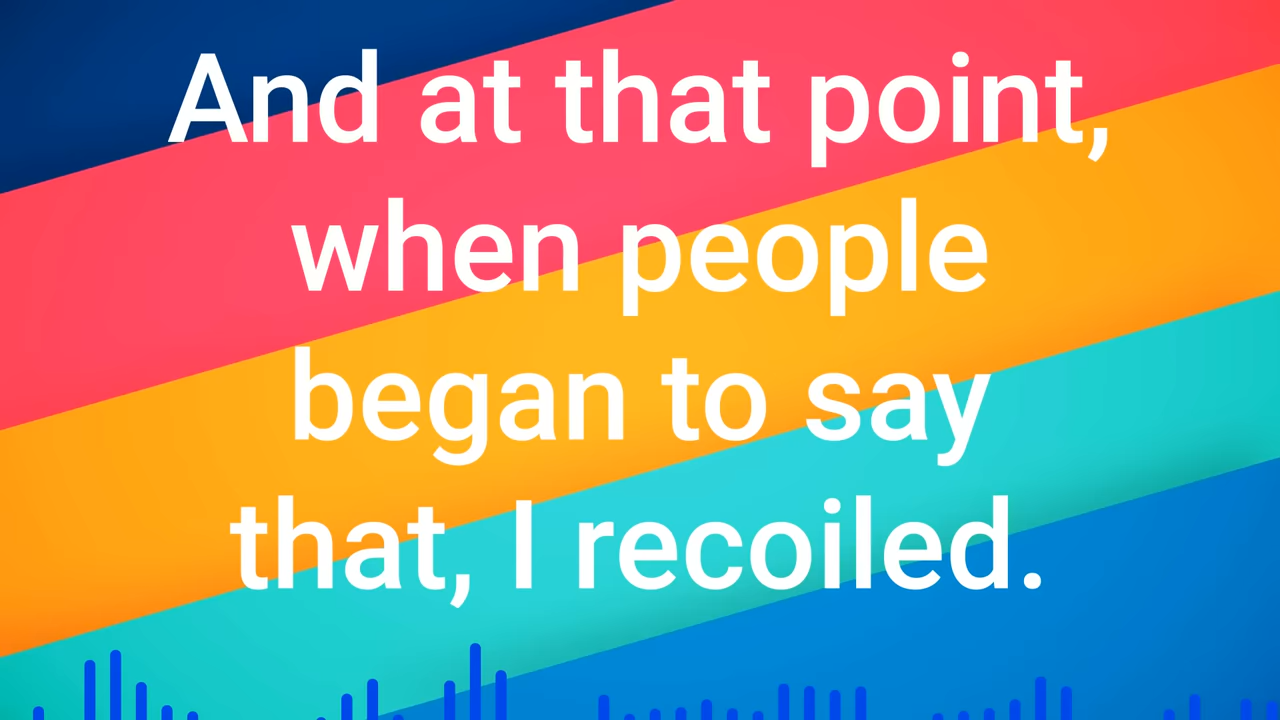 And at that point,
when people
began to say
that, I recoiled.